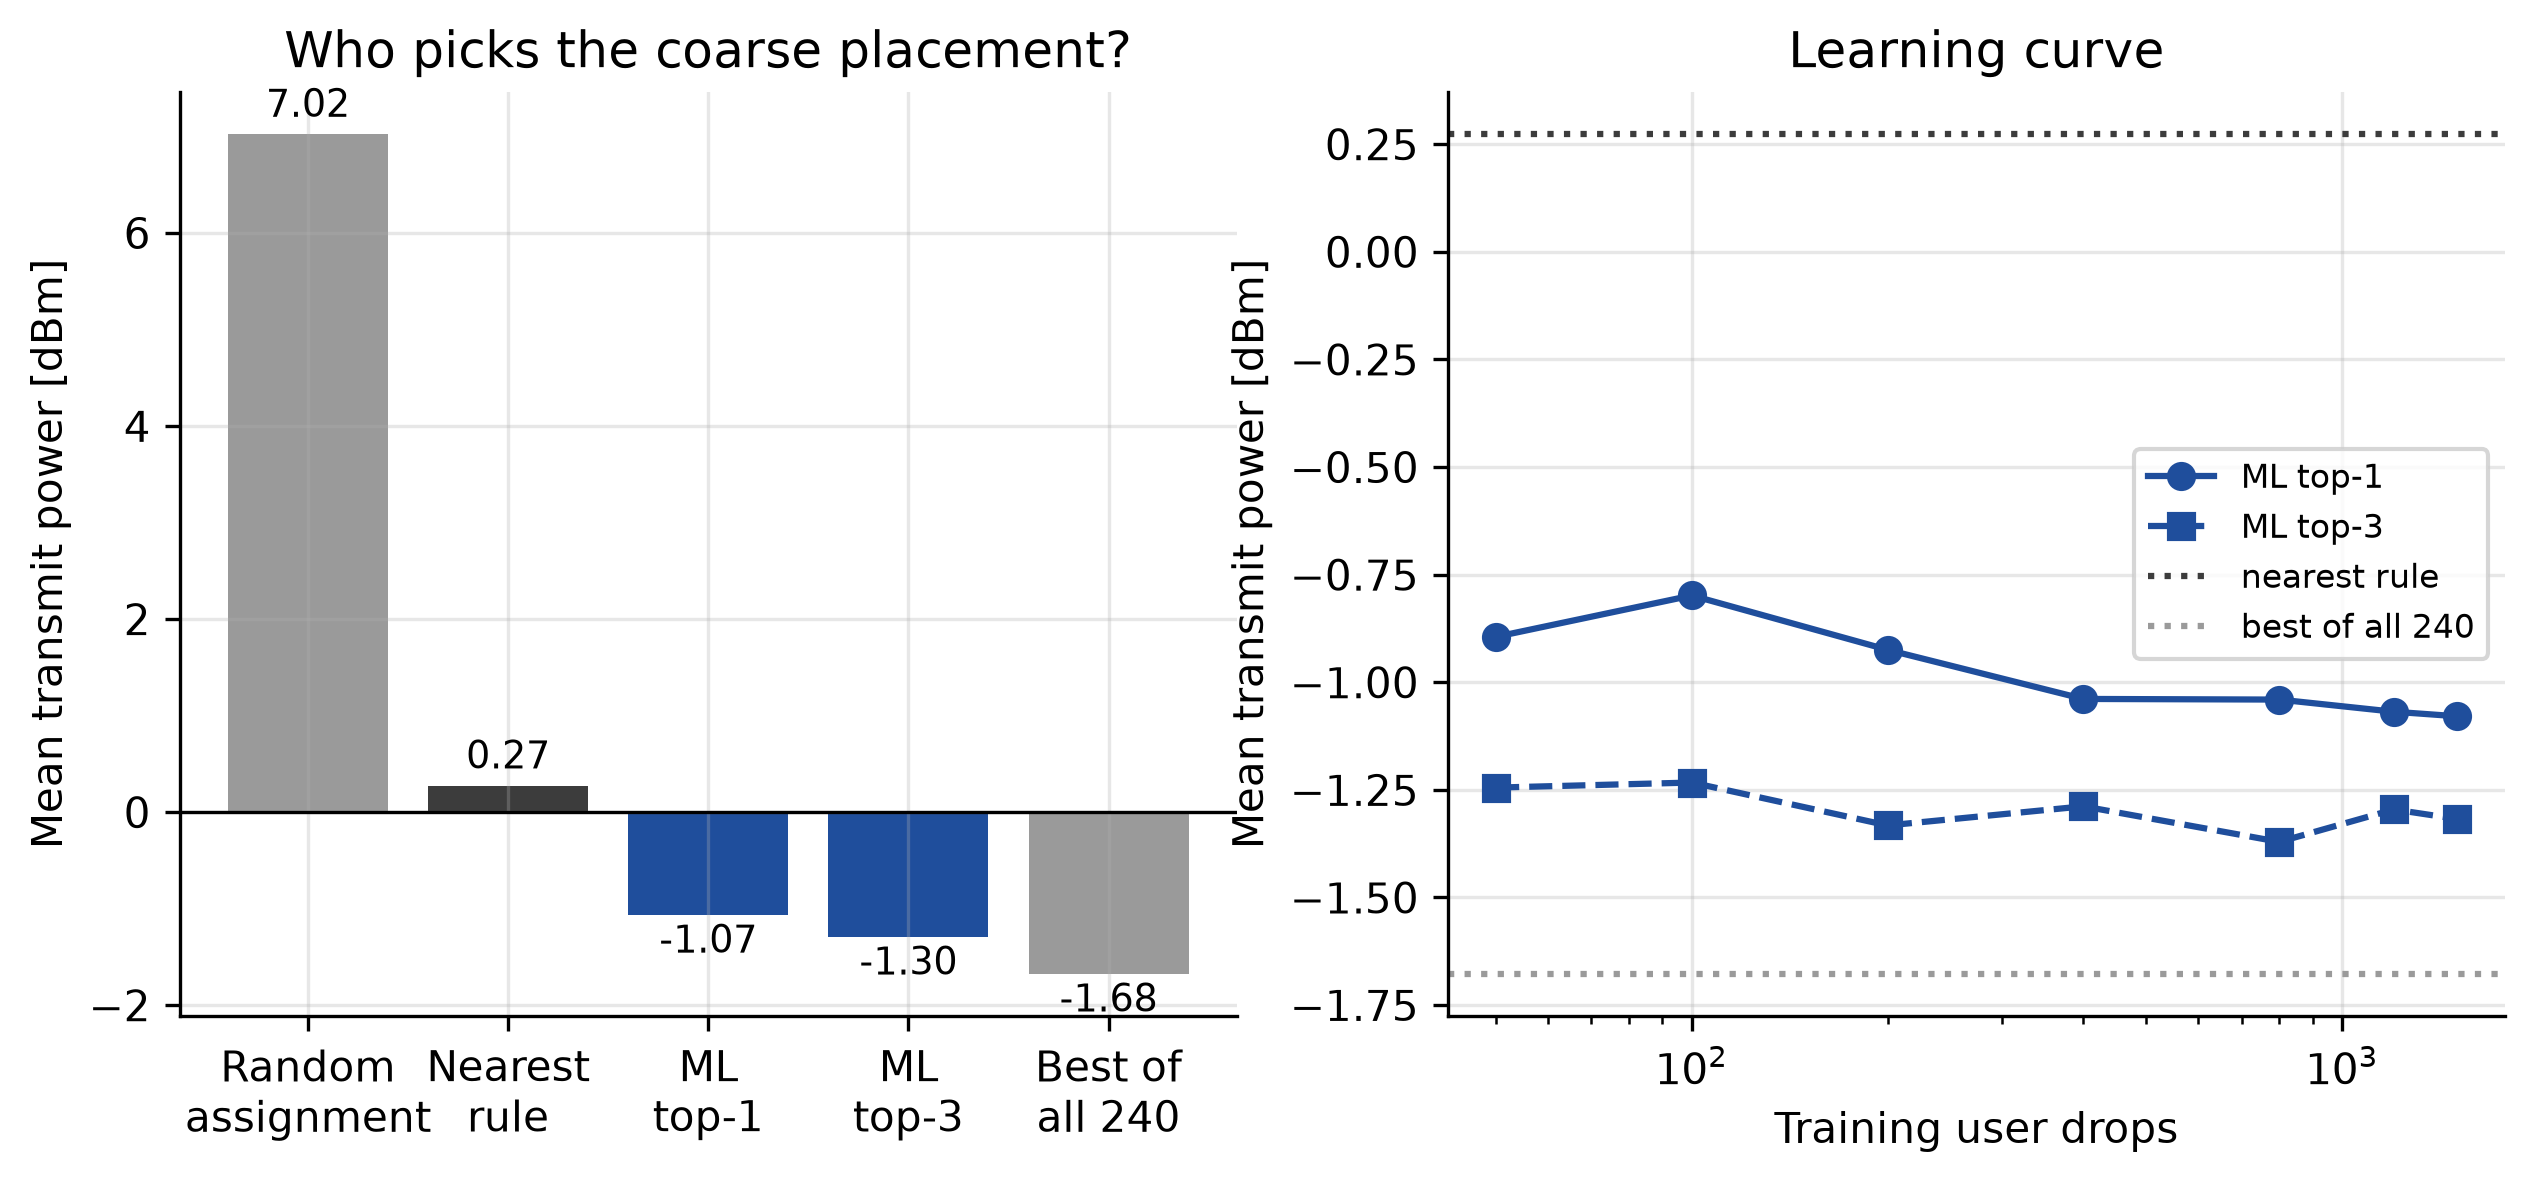 Who picks the coarse placement?
Mean transmit power [dBm]
6
4
2
0
−2
7.02
0.27
-1.07
-1.30
-1.68
Random
assignment
Nearest
rule
ML
top-1
ML
top-3
Best of
all 240
Learning curve
Mean transmit power [dBm]
0.25
0.00
−0.25
−0.50
−0.75
−1.00
−1.25
−1.50
−1.75
ML top-1
ML top-3
nearest rule
best of all 240
10²
10³
Training user drops